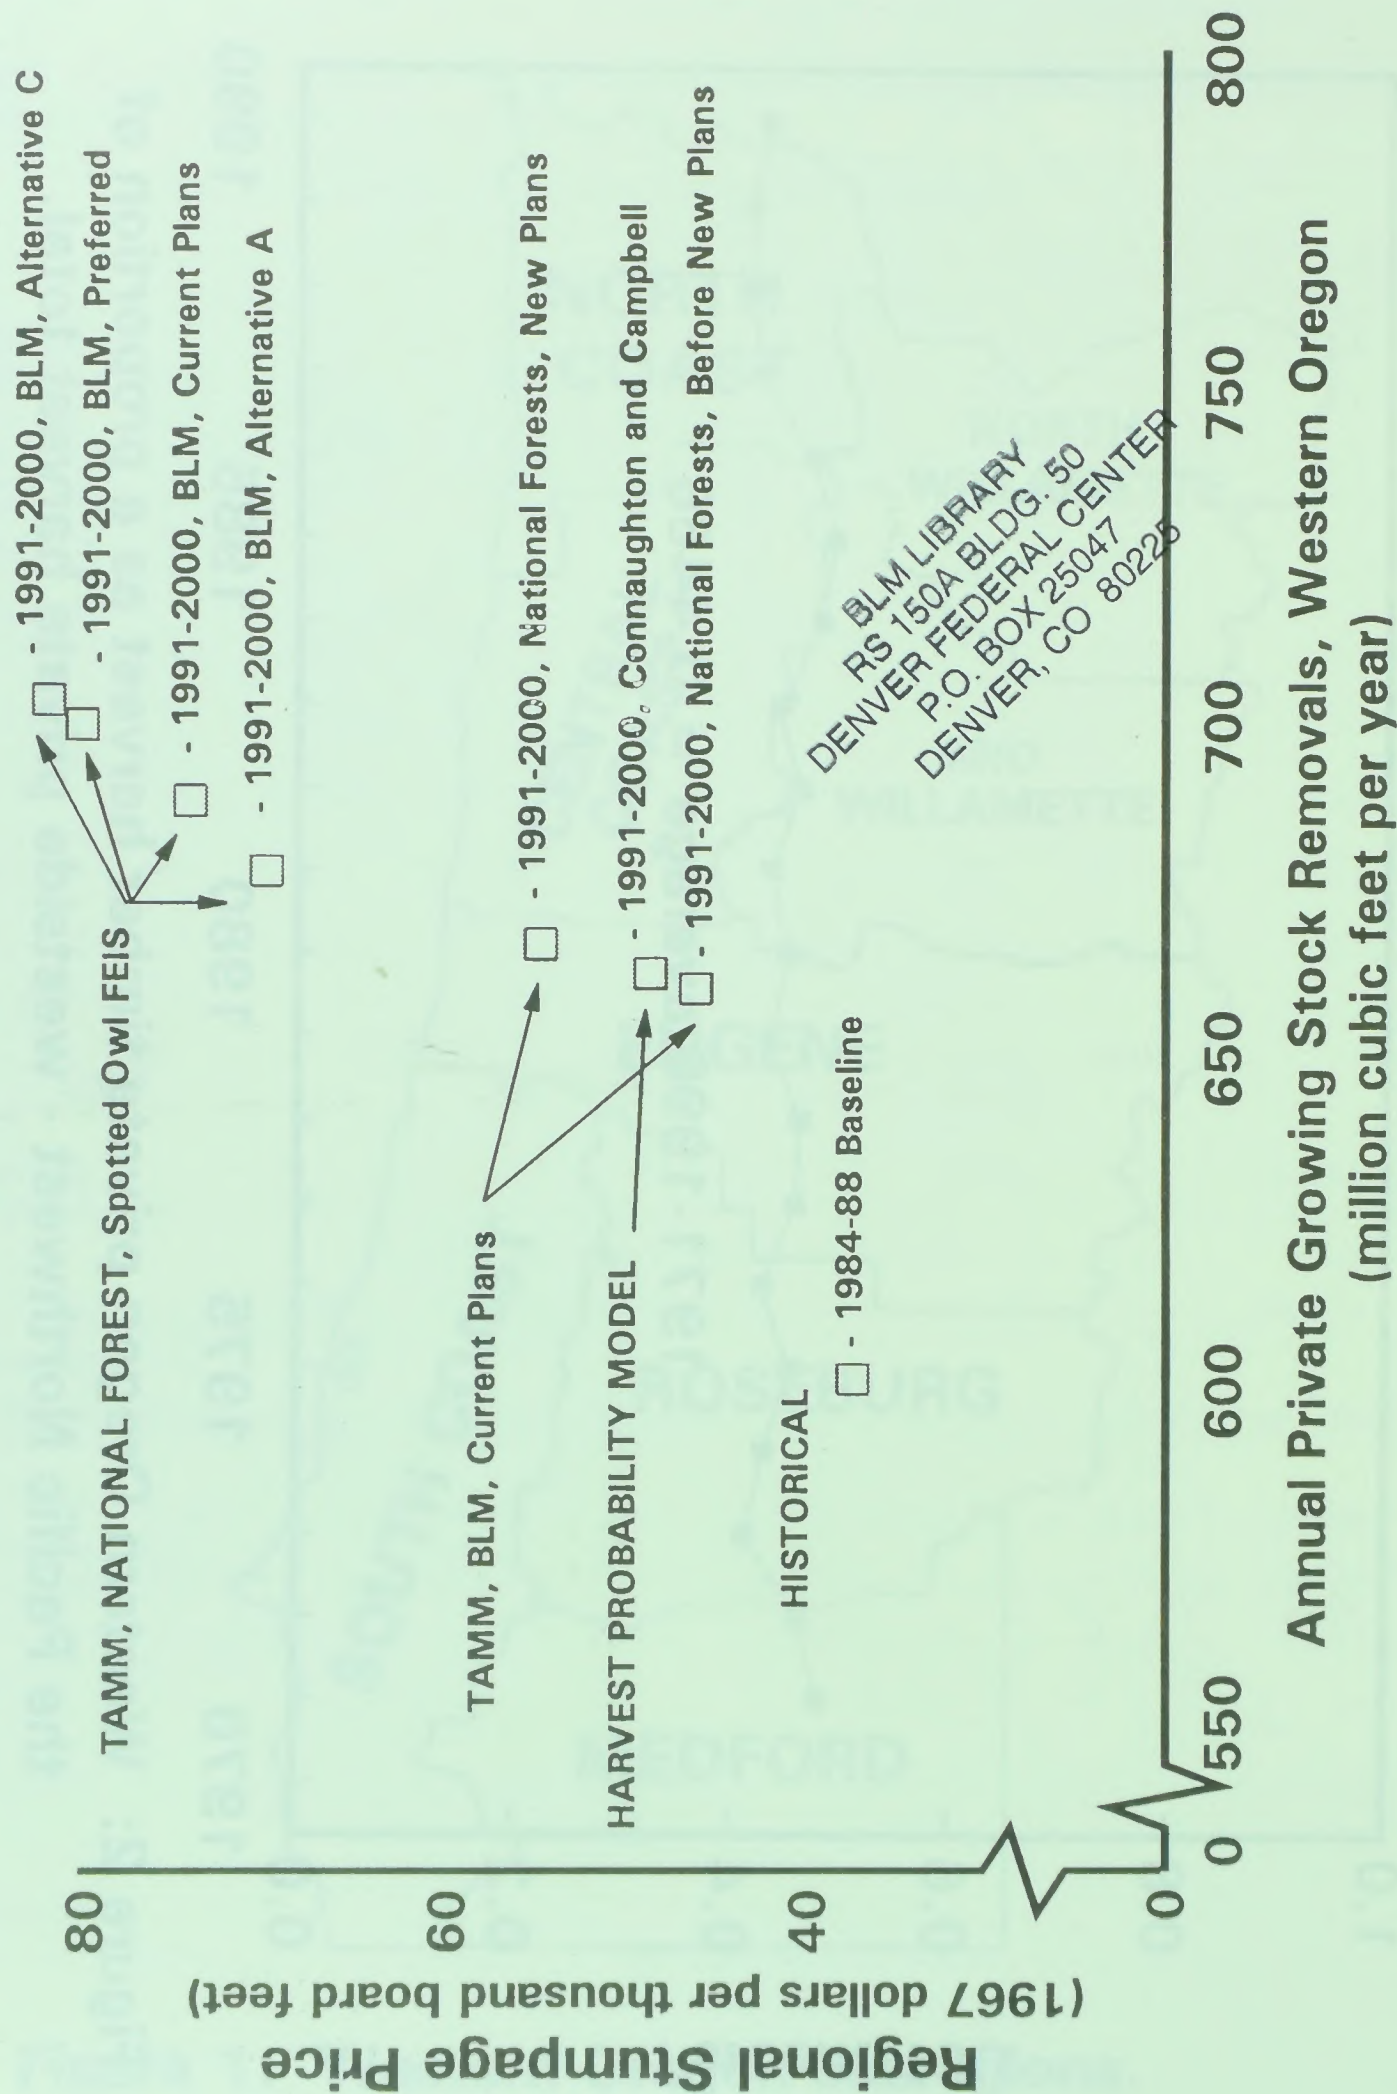 Regional Stumpage Price
(1967 dollars per thousand board feet)
80
60
40
0
TAMM, NATIONAL FOREST, Spotted Owl FEIS
- 1991-2000, BLM, Alternative C
- 1991-2000, BLM, Preferred
- 1991-2000, BLM, Current Plans
- 1991-2000, BLM, Alternative A
TAMM, BLM, Current Plans
- 1991-2000, National Forests, New Plans
HARVEST PROBABILITY MODEL
- 1991-2000, Connaughton and Campbell
- 1991-2000, National Forests, Before New Plans
HISTORICAL
- 1984-88 Baseline
BLM LIBRARY
RS 150A BLDG. 50
DENVER FEDERAL CENTER
P.O. BOX 25047
DENVER, CO 80225
0 550 600 650 700 750 800
Annual Private Growing Stock Removals, Western Oregon
(million cubic feet per year)